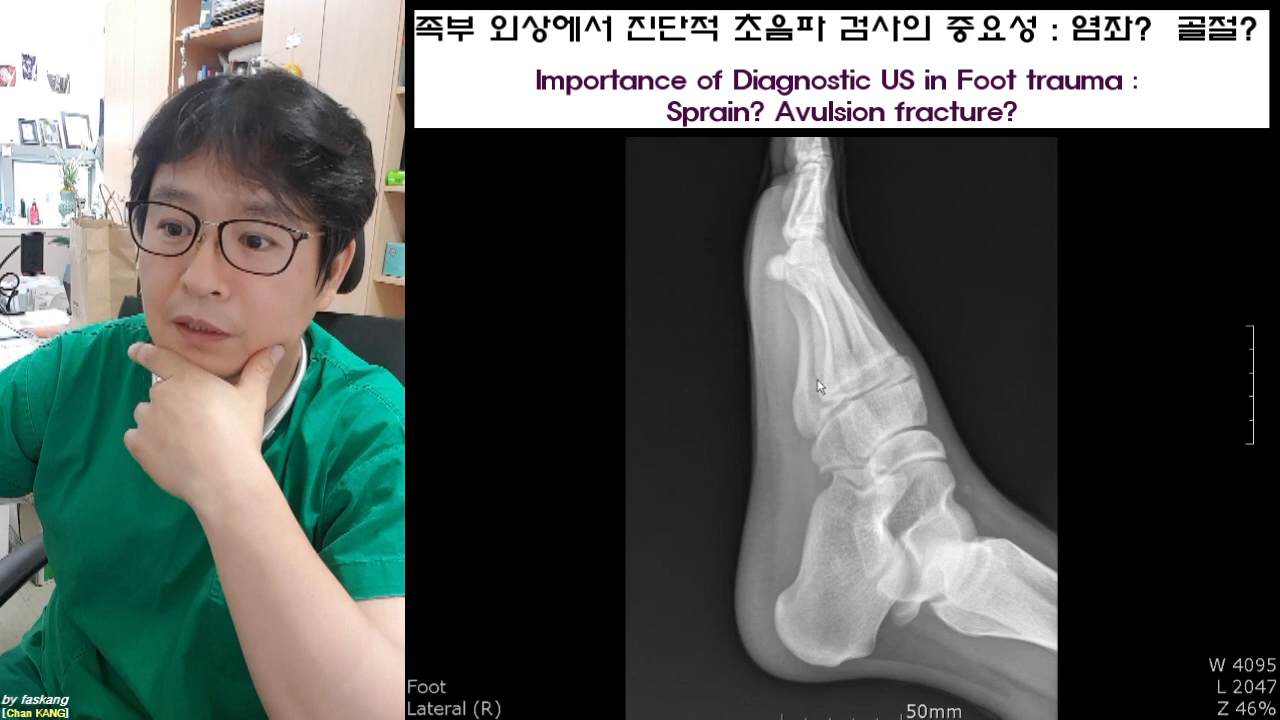 족부 외상에서 진단적 초음파 검사의 중요성 : 염좌? 골절?
Importance of Diagnostic US in Foot trauma :
Sprain? Avulsion fracture?
Foot
Lateral (R)
50mm
W 4095
L 2047
Z 46%
by faskang
[Chan KANG]